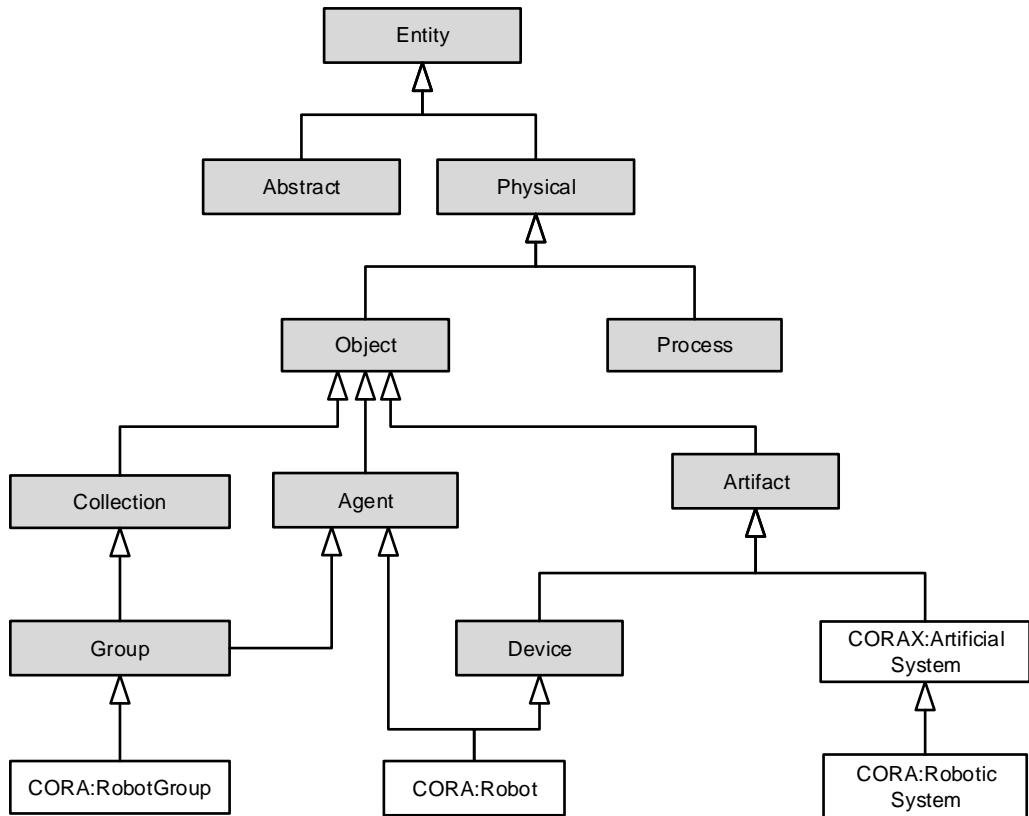 Entity
Abstract
Physical
Object
Process
Collection
Agent
Artifact
Group
Device
CORAX:Artificial
System
CORA:RobotGroup
CORA:Robot
CORA:Robotic
System